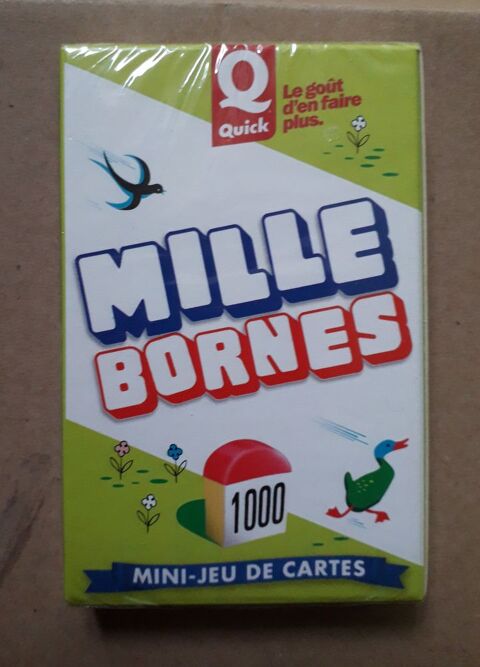 Q
Quick
Le goût
d'en faire
plus.
MILLE
BORNES
1000
MINI-JEU DE CARTES